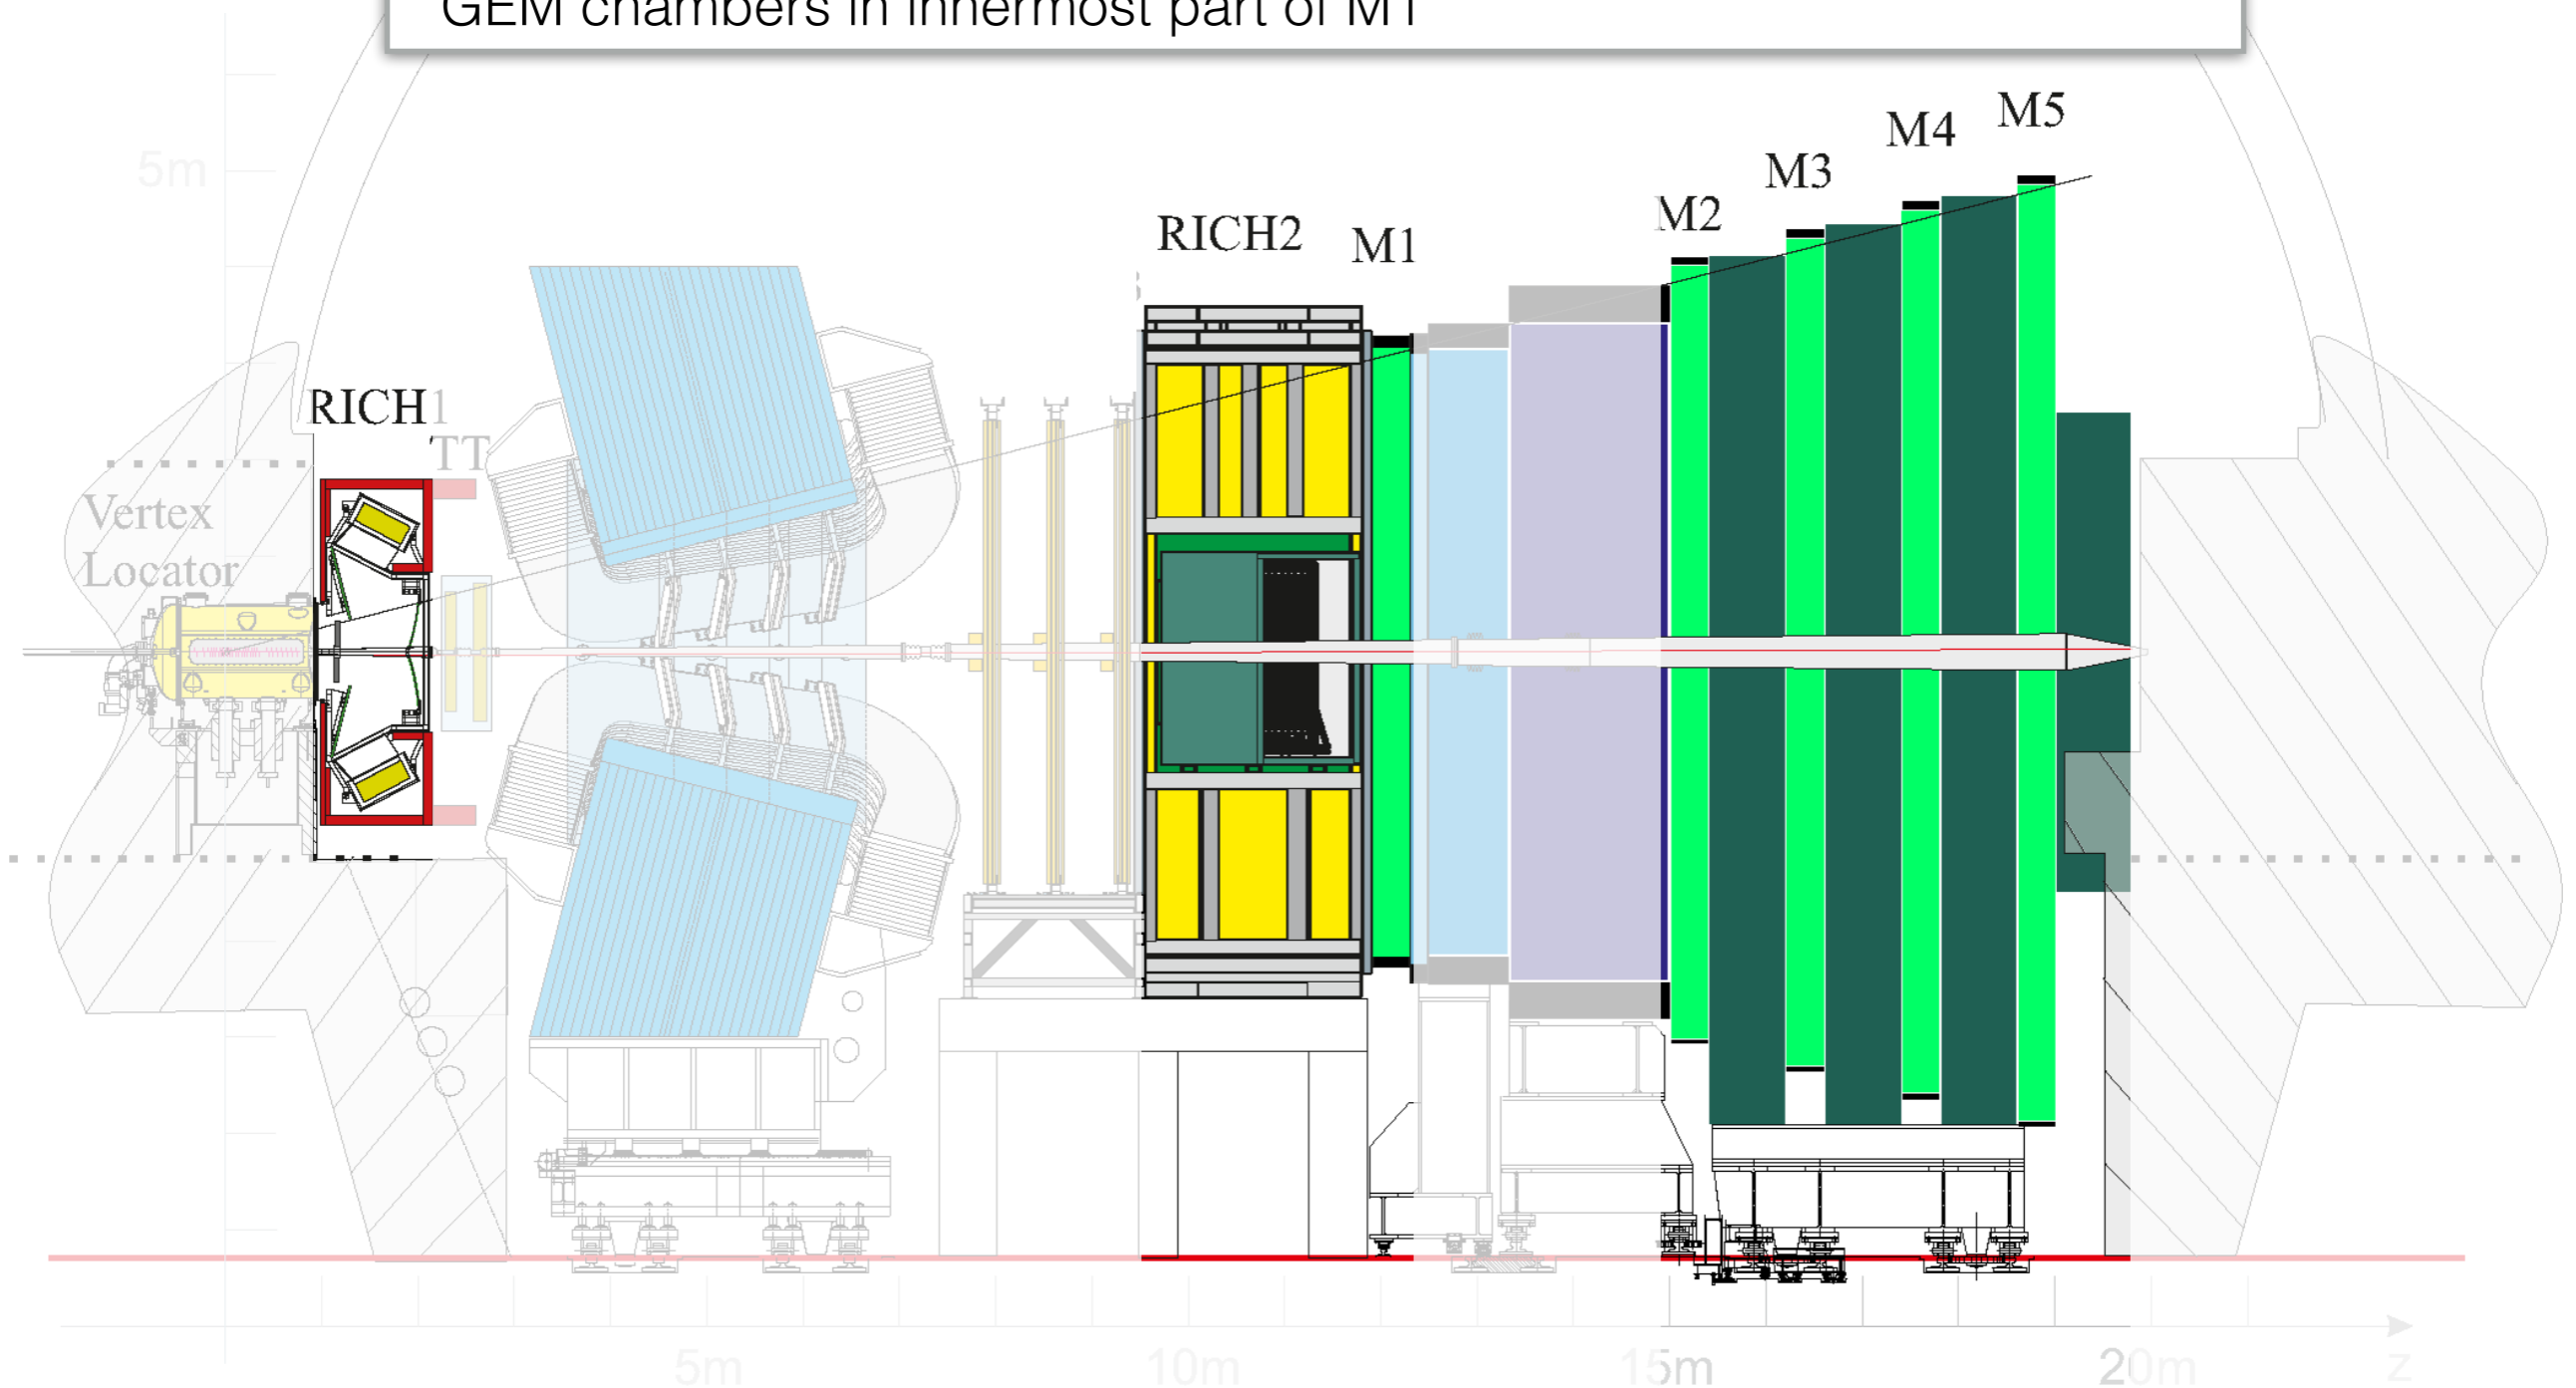 GEM chambers in innermost part of M1
M5
M4
M3
5m
M2
RICH2
M1
RICH1
TT
Vertex
Locator
5m
10m
15m
20m
z